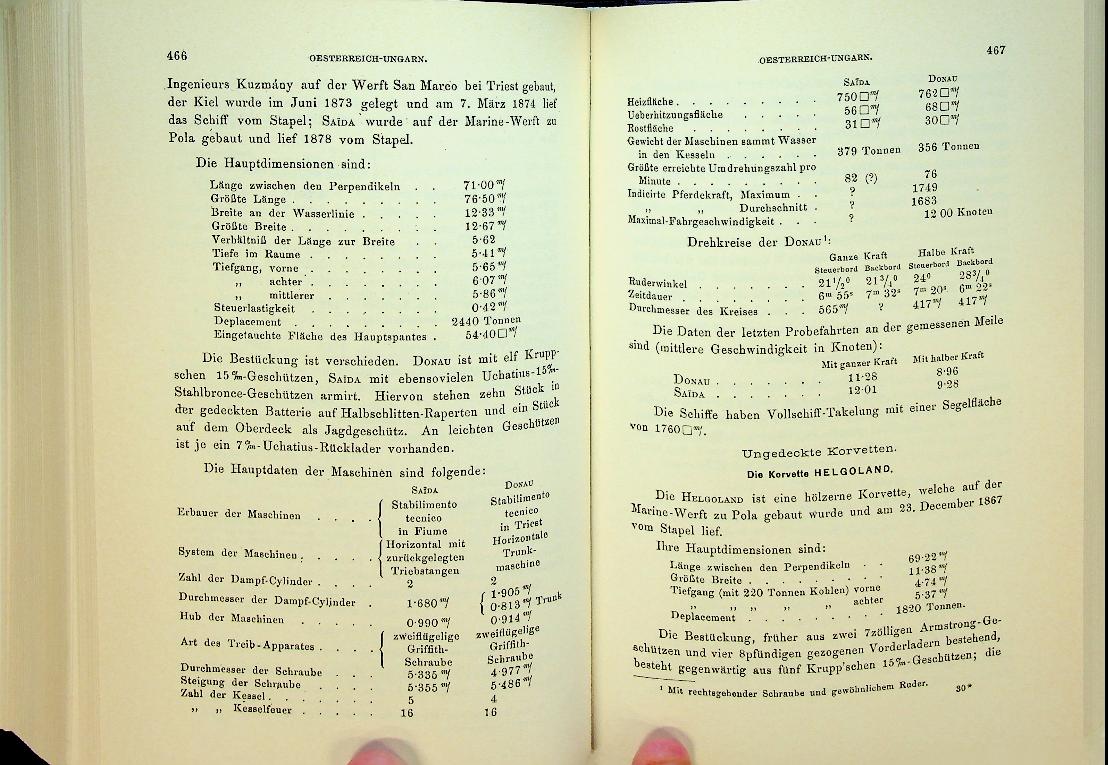 466
OESTERREICH-UNGARN.
Ingenieurs Kuzmány auf der Werft San Marco bei Triest gebaut,
der Kiel wurde im Juni 1873 gelegt und am 7. März 1874 lief
das Schiff vom Stapel; SAÏDA wurde auf der Marine-Werft zu
Pola gebaut und lief 1878 vom Stapel.
Die Hauptdimensionen sind:
Länge zwischen den Perpendikeln . . 71·00 m/
Größte Länge . . . . . . . . . . 76·50 m/
Breite an der Wasserlinie . . . . . 12·33 m/
Größte Breite . . . . . . . . . . 12·67 m/
Verhältniß der Länge zur Breite . . 5·62
Tiefe im Raume . . . . . . . . 5·41 m/
Tiefgang, vorne . . . . . . . . 5·65 m/
„ achter . . . . . . . . 6·07 m/
„ mittlerer . . . . . . . 5·86 m/
Steuerlastigkeit . . . . . . . . 0·42 m/
Deplacement . . . . . . . . . 2440 Tonnen
Eingetauchte Fläche des Hauptspantes . 54·40 □ m/
Die Bestückung ist verschieden. DONAU ist mit elf Krupp-
schen 15 %m-Geschützen, SAÏDA mit ebensovielen Uchatius-15%m-
Stahlbronce-Geschützen armirt. Hiervon stehen zehn Stück in
der gedeckten Batterie auf Halbschlitten-Raperten und ein Stück
auf dem Oberdeck als Jagdgeschütz. An leichten Geschützen
ist je ein 7%m-Uchatius-Rücklader vorhanden.
Die Hauptdaten der Maschinen sind folgende:
SAÏDA DONAU
Erbauer der Maschinen . . . . { Stabilimento tecnico in Fiume Stabilimento tecnico in Triest
System der Maschinen . . . . . { Horizontal mit zurückgelegten Triebstangen Horizontale Trunk-maschine
Zahl der Dampf-Cylinder . . . . 2 2
Durchmesser der Dampf-Cylinder . 1·680 m/ { 1·905 m/ 0·813 m/ Trunk
Hub der Maschinen . . . . . 0·990 m/ 0·914 m/
Art des Treib-Apparates . . . . { zweiflügelige Griffith-Schraube zweiflügelige Griffith-Schraube
Durchmesser der Schraube . . . 5·335 m/ 4·977 m/
Steigung der Schraube . . . . 5·355 m/ 5·486 m/
Zahl der Kessel . . . . . . . 5 4
„ „ Kesselfeuer . . . . . 16 16
OESTERREICH-UNGARN.
467
SAÏDA DONAU
Heizfläche . . . . . . . . . 750 □ m/ 762 □ m/
Ueberhitzungsfläche . . . . . 56 □ m/ 68 □ m/
Rostfläche . . . . . . . . 31 □ m/ 30 □ m/
Gewicht der Maschinen sammt Wasser
in den Kesseln . . . . . . 379 Tonnen 356 Tonnen
Größte erreichte Umdrehungszahl pro
Minute . . . . . . . . . 82 (?) 76
Indicirte Pferdekraft, Maximum . . ? 1749
„ „ Durchschnitt . ? 1683
Maximal-Fahrgeschwindigkeit . . . ? 12 00 Knoten
Drehkreise der DONAU¹:
Ganze Kraft Halbe Kraft
Steuerbord Backbord Steuerbord Backbord
Ruderwinkel . . . . . . . . 21½° 21¾° 24° 28¾°
Zeitdauer . . . . . . . . . 6m 55s 7m 32s 7m 20s 6m 22s
Durchmesser des Kreises . . . 565 m/ ? 417 m/ 417 m/
Die Daten der letzten Probefahrten an der gemessenen Meile
sind (mittlere Geschwindigkeit in Knoten):
Mit ganzer Kraft Mit halber Kraft
DONAU . . . . . . . 11·28 8·96
SAÏDA . . . . . . . 12·01 9·28
Die Schiffe haben Vollschiff-Takelung mit einer Segelfläche
von 1760 □ m/.
Ungedeckte Korvetten.
Die Korvette HELGOLAND.
Die HELGOLAND ist eine hölzerne Korvette, welche auf der
Marine-Werft zu Pola gebaut wurde und am 23. December 1867
vom Stapel lief.
Ihre Hauptdimensionen sind:
Länge zwischen den Perpendikeln . . 69·22 m/
Größte Breite . . . . . . . . . 11·38 m/
Tiefgang (mit 220 Tonnen Kohlen) vorne 4·74 m/
„ „ „ „ „ achter 5·37 m/
Deplacement . . . . . . . . 1820 Tonnen.
Die Bestückung, früher aus zwei 7zölligen Armstrong-Ge-
schützen und vier 8pfündigen gezogenen Vorderladern bestehend,
besteht gegenwärtig aus fünf Krupp'schen 15%m-Geschützen; die
¹ Mit rechtsgehender Schraube und gewöhnlichem Ruder.
30*